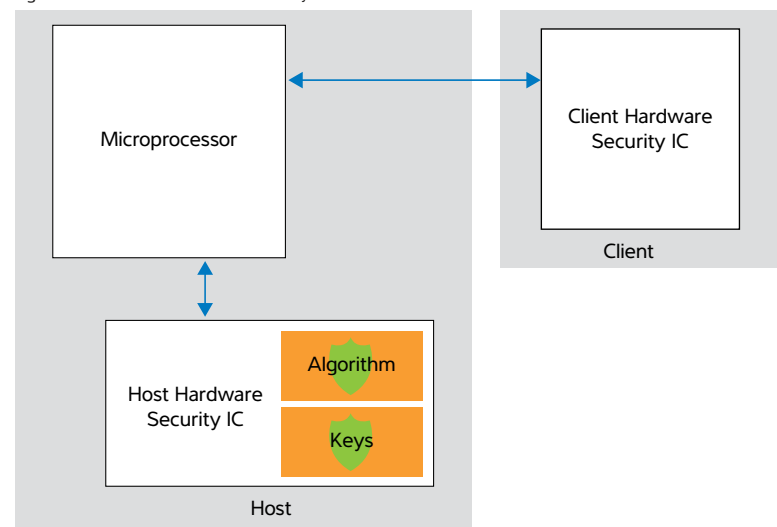 Microprocessor
Client Hardware
Security IC
Client
Algorithm
Host Hardware
Security IC
Keys
Host